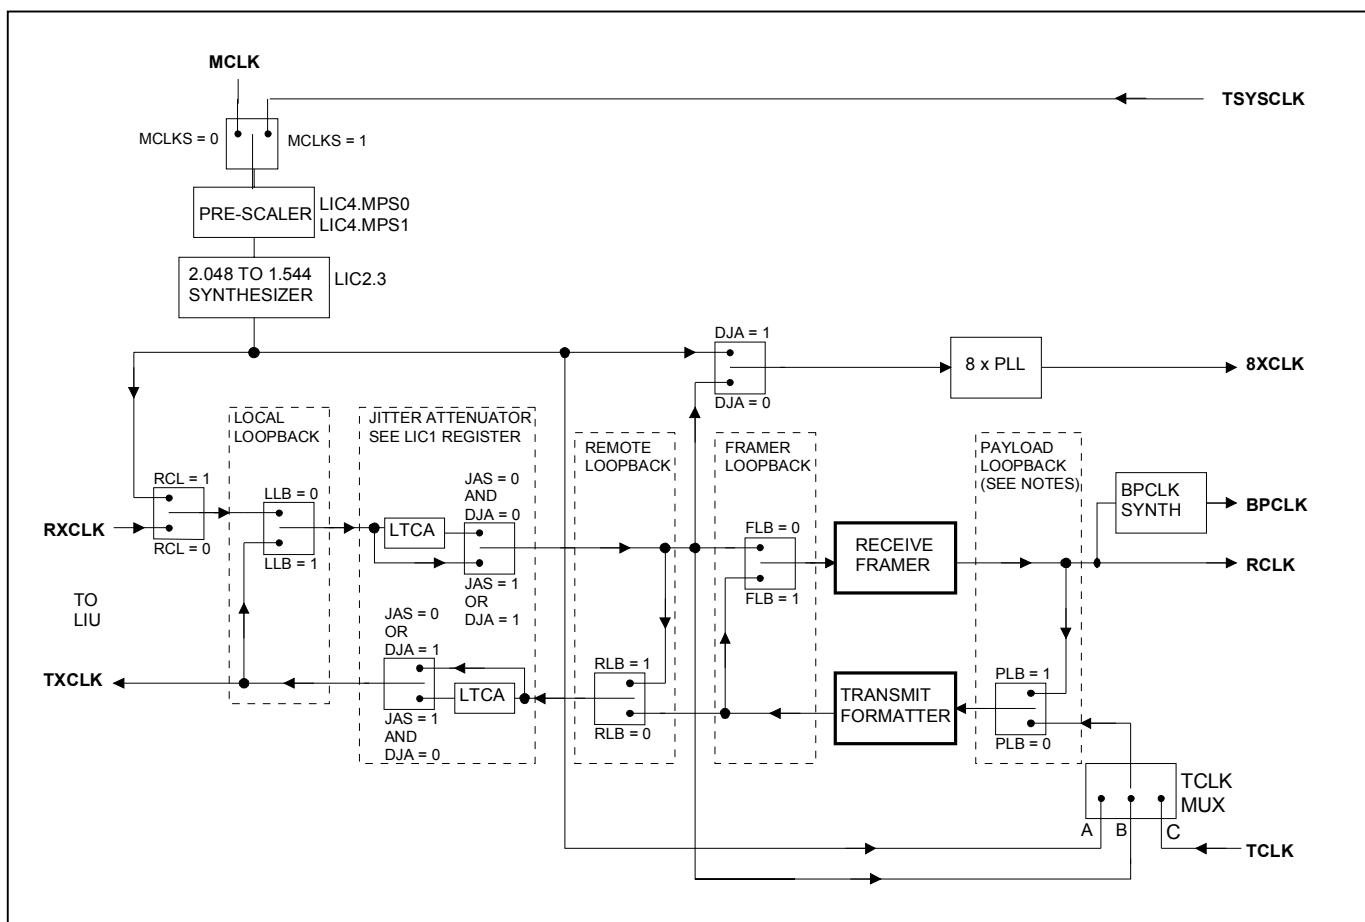 MCLK
TSYSCLK
MCLKS = 0
MCLKS = 1
PRE-SCALER
LIC4.MPS0
LIC4.MPS1
2.048 TO 1.544
SYNTHESIZER
LIC2.3
DJA = 1
8 x PLL
8XCLK
DJA = 0
LOCAL
LOOPBACK
JITTER ATTENUATOR
SEE LIC1 REGISTER
REMOTE
LOOPBACK
FRAMER
LOOPBACK
PAYLOAD
LOOPBACK
(SEE NOTES)
RCL = 1
LLB = 0
JAS = 0
AND
DJA = 0
BPCLK
SYNTH
BPCLK
RXCLK
LTCA
FLB = 0
RECEIVE
FRAMER
RCL = 0
LLB = 1
RCLK
JAS = 1
OR
DJA = 1
FLB = 1
TO
LIU
JAS = 0
OR
DJA = 1
RLB = 1
PLB = 1
TXCLK
LTCA
TRANSMIT
FORMATTER
JAS = 1
AND
DJA = 0
RLB = 0
PLB = 0
TCLK
MUX
A
B
C
TCLK